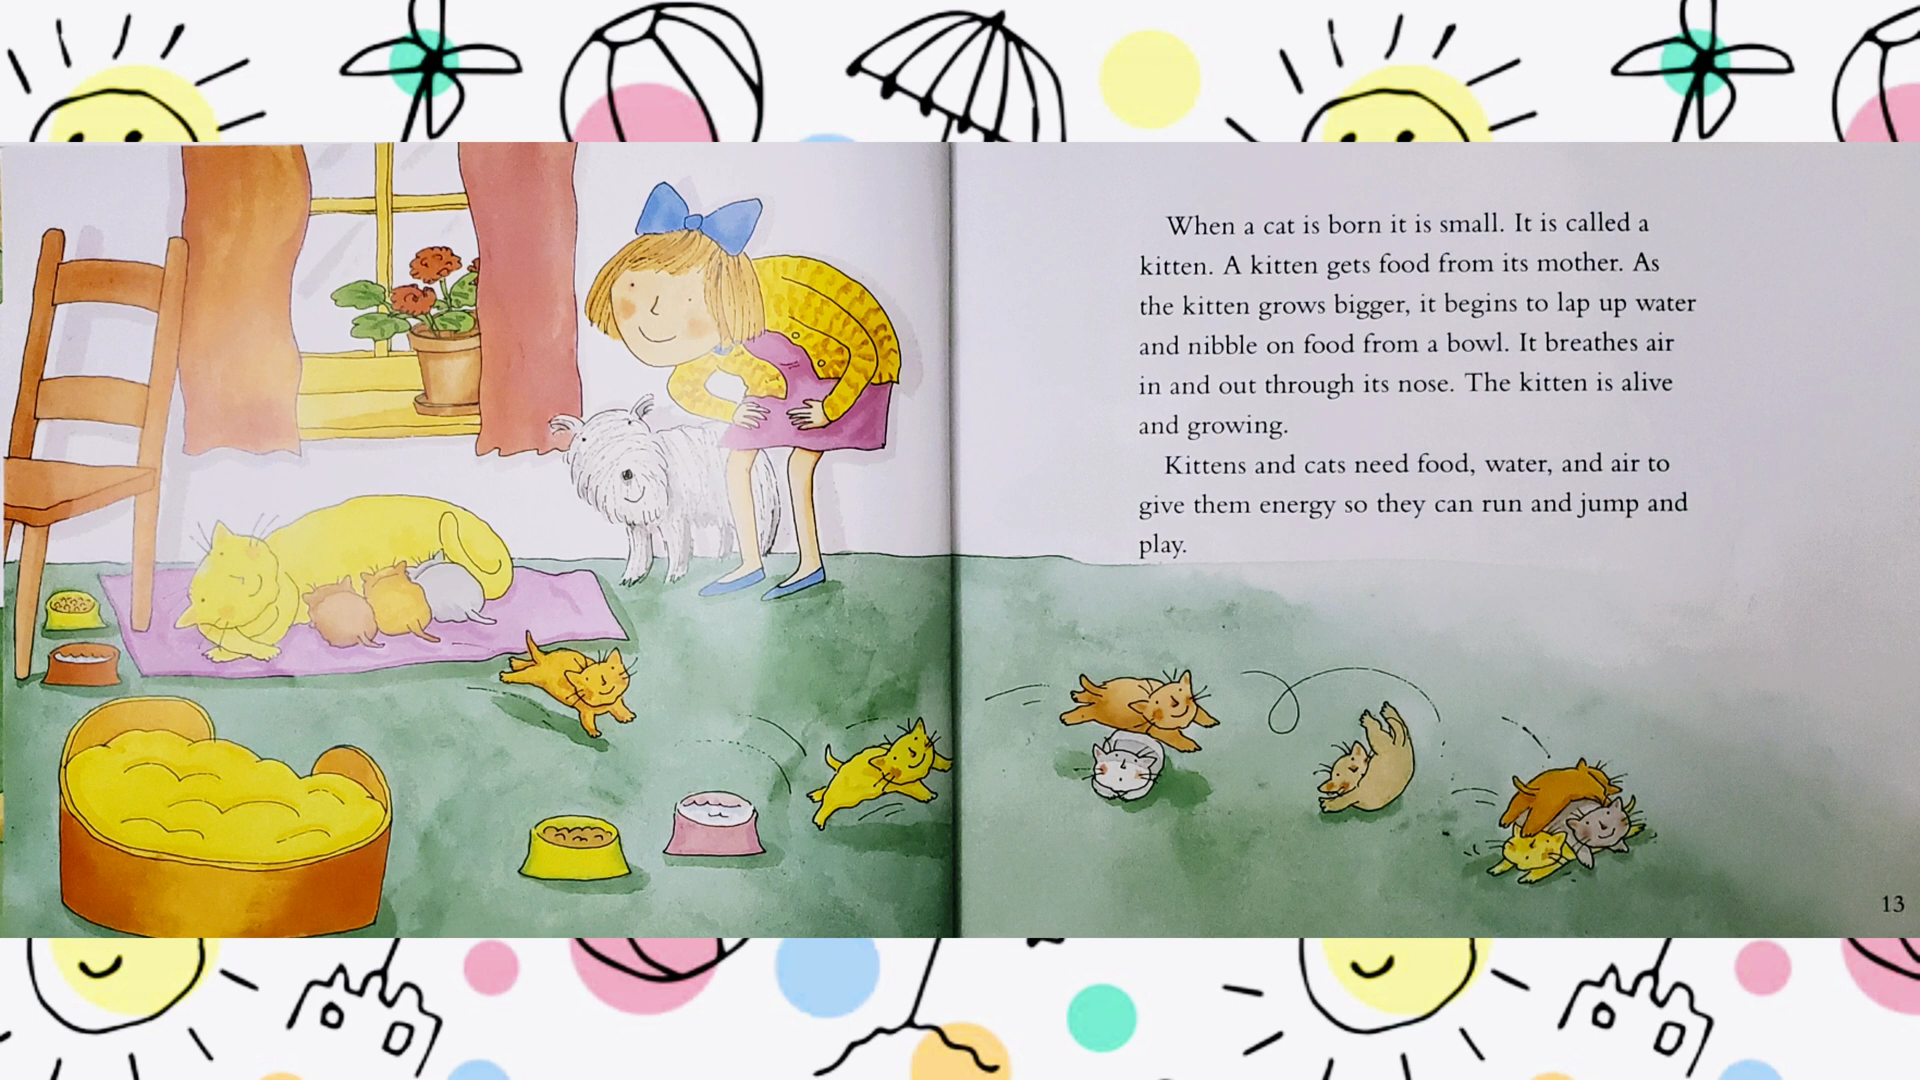 When a cat is born it is small. It is called a
kitten. A kitten gets food from its mother. As
the kitten grows bigger, it begins to lap up water
and nibble on food from a bowl. It breathes air
in and out through its nose. The kitten is alive
and growing.
Kittens and cats need food, water, and air to
give them energy so they can run and jump and
play.
13